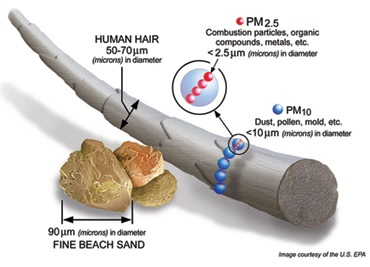 PM2.5
Combustion particles, organic
compounds, metals, etc.
<2.5µm (microns) in diameter
HUMAN HAIR
50-70µm
(microns) in diameter
PM10
Dust, pollen, mold, etc.
<10µm (microns) in diameter
90µm (microns) in diameter
FINE BEACH SAND
Image courtesy of the U.S. EPA